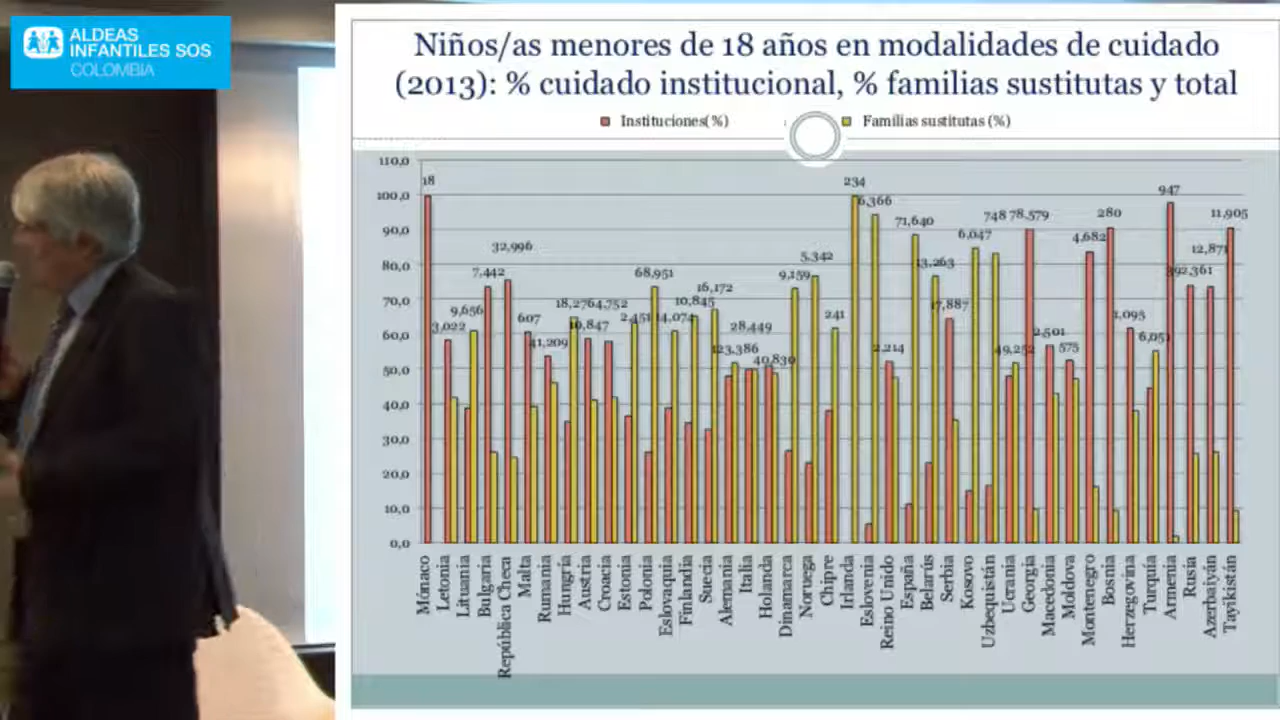 ALDEAS
INFANTILES SOS
COLOMBIA
Niños/as menores de 18 años en modalidades de cuidado
(2013): % cuidado institucional, % familias sustitutas y total
Instituciones(%)
Familias sustitutas (%)
110,0
100,0
90,0
80,0
70,0
60,0
50,0
40,0
30,0
20,0
10,0
0,0
18
3,022
9,656
7,442
32,996
607
41,209
18,276
10,847
4,752
2,451
68,951
14,074
10,845
16,172
123,386
28,449
40,830
9,159
5,342
241
234
6,366
2,214
71,640
13,263
7,887
6,047
748
49,252
78,579
2,501
575
4,682
280
1,095
6,051
947
392,361
12,871
11,905
Mónaco
Letonia
Lituania
Bulgaria
República Checa
Malta
Rumania
Hungría
Austria
Croacia
Estonia
Polonia
Eslovaquia
Finlandia
Suecia
Alemania
Italia
Holanda
Dinamarca
Noruega
Chipre
Irlanda
Eslovenia
Reino Unido
España
Belarús
Serbia
Kosovo
Uzbequistán
Ucrania
Georgia
Macedonia
Moldova
Montenegro
Bosnia
Herzegovina
Turquía
Armenia
Rusia
Azerbaiyán
Tayikistán